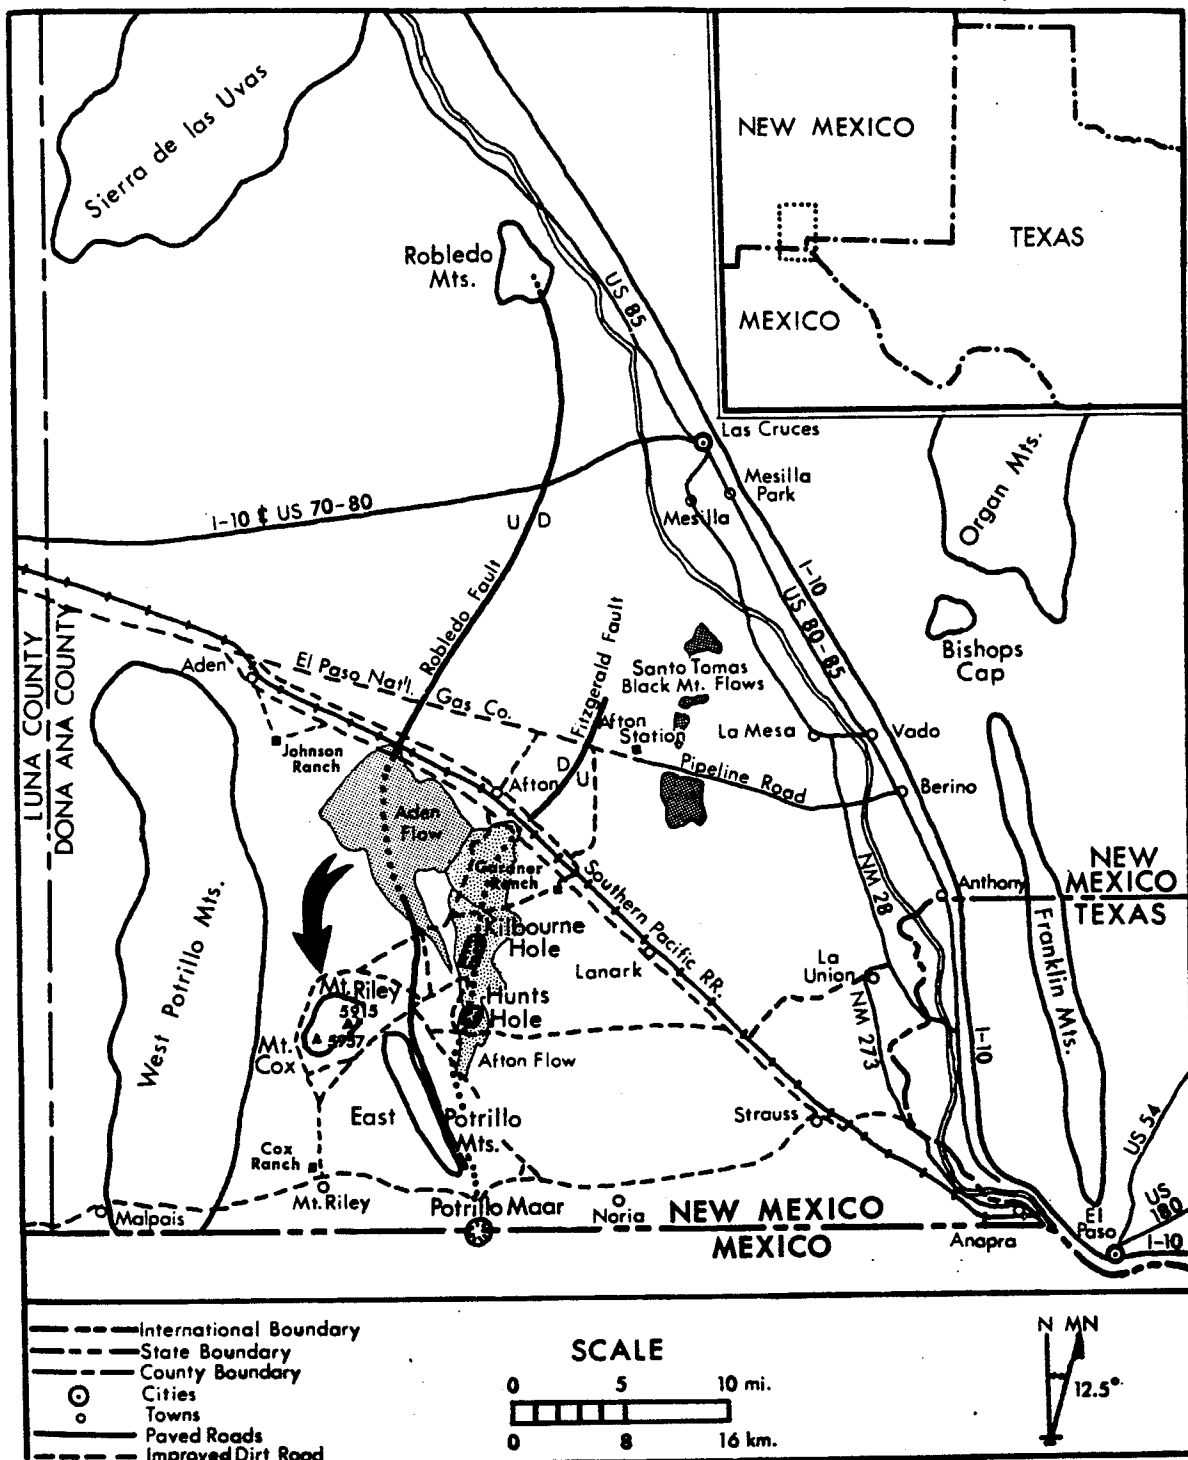 NEW MEXICO
TEXAS
MEXICO
Sierra de las Uvas
Robledo
Mts.
US 85
Las Cruces
Mesilla
Park
Mesilla
Organ Mts.
I-10 ¢ US 70-80
U D
I-10
US 80-85
Robledo Fault
Fitzgerald Fault
Bishops
Cap
LUNA COUNTY
DONA ANA COUNTY
Aden
El Paso Nat'l. Gas Co.
Santo Tomas
Black Mt. Flows
Afton
Station
La Mesa
Vado
Johnson
Ranch
D U
Pipeline Road
Berino
Afton
Aden
Flow
Gardner
Ranch
Southern Pacific RR.
NM 28
Anthony
NEW
MEXICO
TEXAS
West Potrillo Mts.
Kilbourne
Hole
Lanark
La
Union
Franklin Mts.
Mt. Riley
5915
5957
Hunts
Hole
Mt.
Cox
NM 273
I-10
Afton Flow
East Potrillo
Mts.
Strauss
US 54
Cox
Ranch
Mt. Riley
Malpais
Potrillo Maar
Noria
NEW MEXICO
MEXICO
Anapra
El
Paso
US
180
I-10
International Boundary
State Boundary
County Boundary
Cities
Towns
Paved Roads
Improved Dirt Road
SCALE
0 5 10 mi.
0 8 16 km.
N MN
12.5°